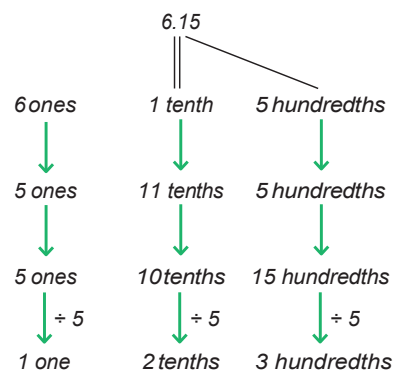 6.15
6 ones 1 tenth 5 hundredths
5 ones 11 tenths 5 hundredths
5 ones 10 tenths 15 hundredths
÷ 5 ÷ 5 ÷ 5
1 one 2 tenths 3 hundredths